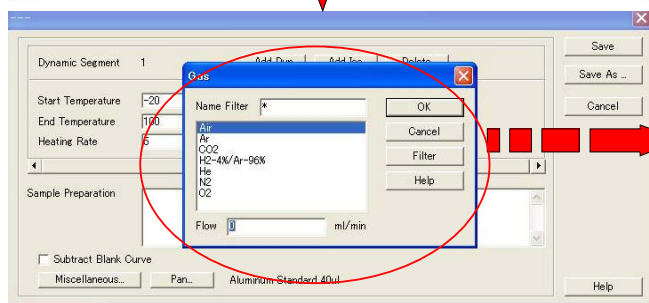 ---
Save
Dynamic Segment 1 Add Dyn Add Iso Delete
Save As ...
Gas
Start Temperature -20
Name Filter * OK
Cancel
End Temperature 100
Air
Cancel
Heating Rate 5
Ar
CO2
H2-4%/Ar-96%
Filter
He
N2
Help
O2
Sample Preparation
Flow 0 ml/min
Subtract Blank Curve
Miscellaneous... Pan... Aluminum Standard 40ul
Help